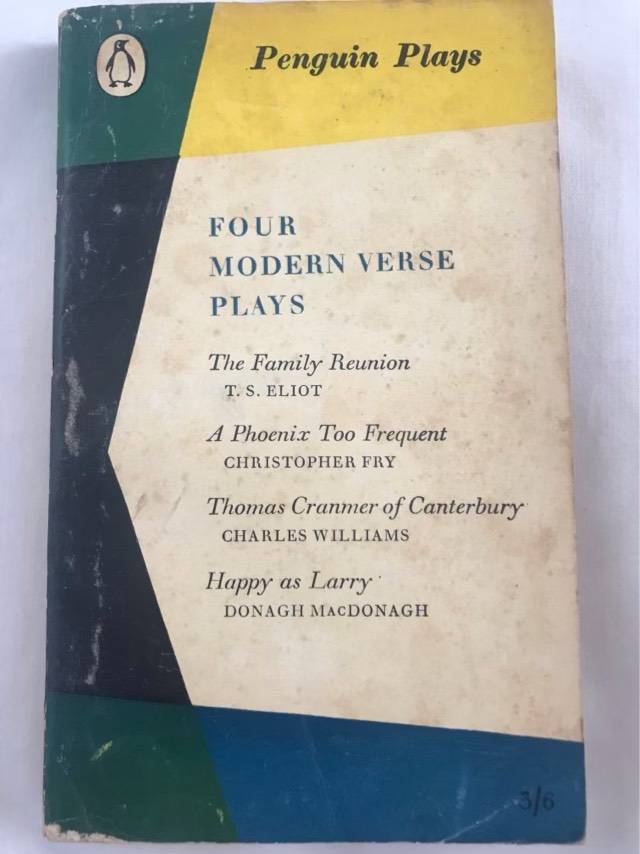 Penguin Plays
FOUR
MODERN VERSE
PLAYS
The Family Reunion
T. S. ELIOT
A Phoenix Too Frequent
CHRISTOPHER FRY
Thomas Cranmer of Canterbury
CHARLES WILLIAMS
Happy as Larry
DONAGH MACDONAGH
3/6